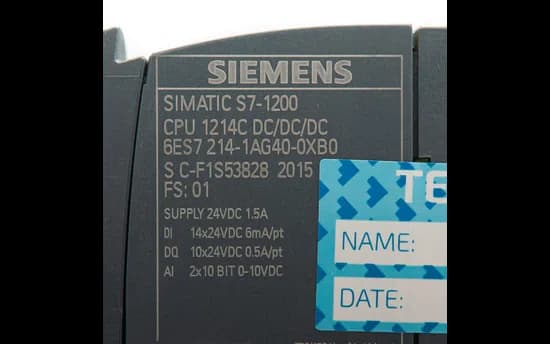 SIEMENS
SIMATIC S7-1200
CPU 1214C DC/DC/DC
6ES7 214-1AG40-0XB0
S C-F1S53828 2015
FS: 01
SUPPLY 24VDC 1.5A
DI 14x24VDC 6mA/pt
DQ 10x24VDC 0.5A/pt
AI 2x10 BIT 0-10VDC
NAME:
DATE: